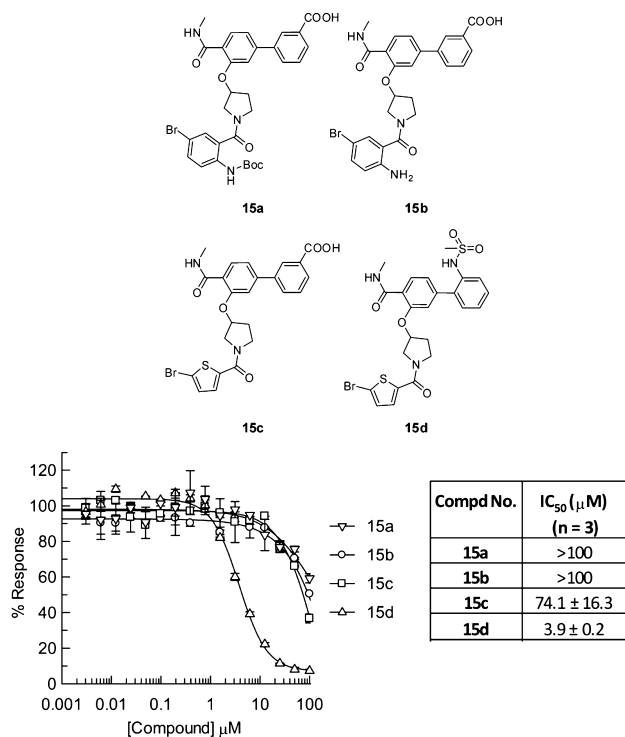 COOH
HN
O
O
N
O
Br
N
H
Boc
15a
COOH
HN
O
O
N
O
Br
NH₂
15b
COOH
HN
O
O
N
O
S
Br
15c
O
S
O
HN
HN
O
O
N
O
S
Br
15d
120
100
80
60
40
20
0
% Response
0.001 0.01 0.1 1 10 100
[Compound] µM
15a
15b
15c
15d
Compd No. IC₅₀ (µM) (n = 3)
15a >100
15b >100
15c 74.1 ± 16.3
15d 3.9 ± 0.2